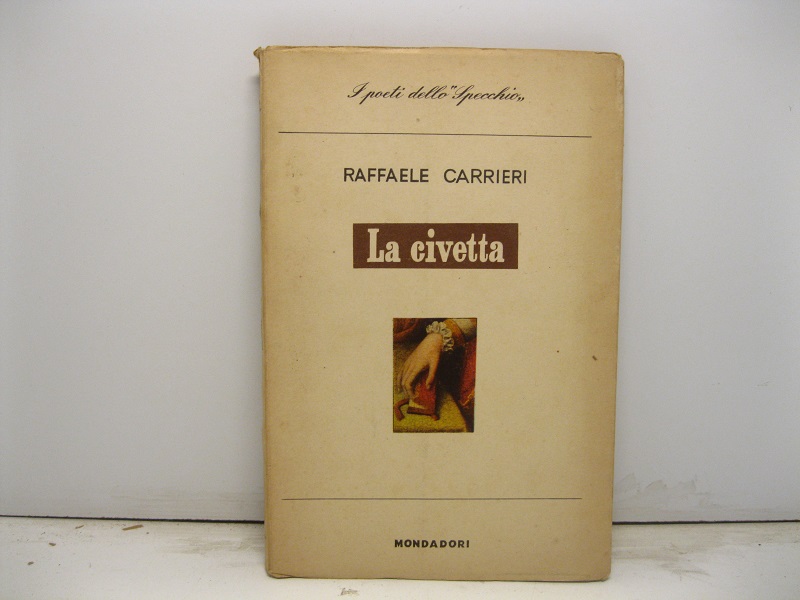 I poeti dello "Specchio„
RAFFAELE CARRIERI
La civetta
MONDADORI